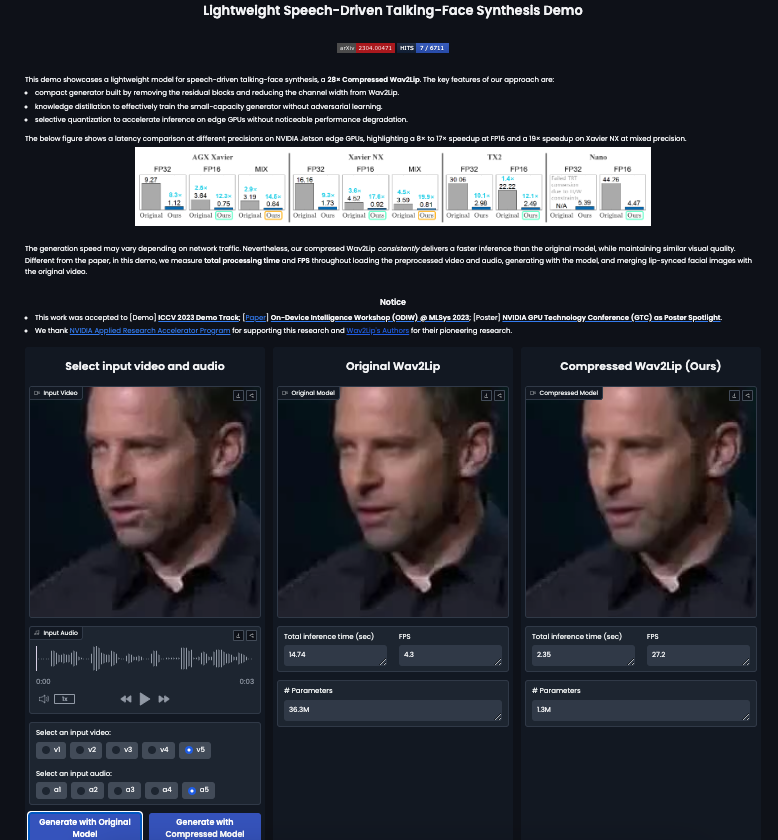 Lightweight Speech-Driven Talking-Face Synthesis Demo
arXiv 2304.00471 HITS 7 / 6711
This demo showcases a lightweight model for speech-driven talking-face synthesis, a 28× Compressed Wav2Lip. The key features of our approach are:
compact generator built by removing the residual blocks and reducing the channel width from Wav2Lip.
knowledge distillation to effectively train the small-capacity generator without adversarial learning.
selective quantization to accelerate inference on edge GPUs without noticeable performance degradation.
The below figure shows a latency comparison at different precisions on NVIDIA Jetson edge GPUs, highlighting a 8× to 17× speedup at FP16 and a 19× speedup on Xavier NX at mixed precision.
AGX Xavier Xavier NX TX2 Nano
FP32 FP16 MIX FP32 FP16 MIX FP32 FP16 FP32 FP16
9.27 8.3× 1.12 3.84 12.3× 0.75 3.19 14.5× 0.64 16.16 1.73 3.6× 4.52 17.6× 0.92 4.5× 3.59 0.81 30.06 10.1× 2.98 1.4× 22.22 12.1× 2.49 N/A 44.76 4.47
Original Ours Original Ours Original Ours Original Ours Original Ours Original Ours Original Ours Original Ours Original Ours Original Ours
The generation speed may vary depending on network traffic. Nevertheless, our compresed Wav2Lip consistently delivers a faster inference than the original model, while maintaining similar visual quality.
Different from the paper, in this demo, we measure total processing time and FPS throughout loading the preprocessed video and audio, generating with the model, and merging lip-synced facial images with
the original video.
Notice
This work was accepted to [Demo] ICCV 2023 Demo Track; [Paper] On-Device Intelligence Workshop (ODIW) @ MLSys 2023; [Poster] NVIDIA GPU Technology Conference (GTC) as Poster Spotlight.
We thank NVIDIA Applied Research Accelerator Program for supporting this research and Wav2Lip's Authors for their pioneering research.
Select input video and audio
Input Video
Input Audio
0:00 0:03
1x
Select an input video:
v1 v2 v3 v4 v5
Select an input audio:
a1 a2 a3 a4 a5
Generate with Original Model
Generate with Compressed Model
Original Wav2Lip
Original Model
Total inference time (sec) FPS
14.74 4.3
# Parameters
36.3M
Compressed Wav2Lip (Ours)
Compressed Model
Total inference time (sec) FPS
2.35 27.2
# Parameters
1.3M